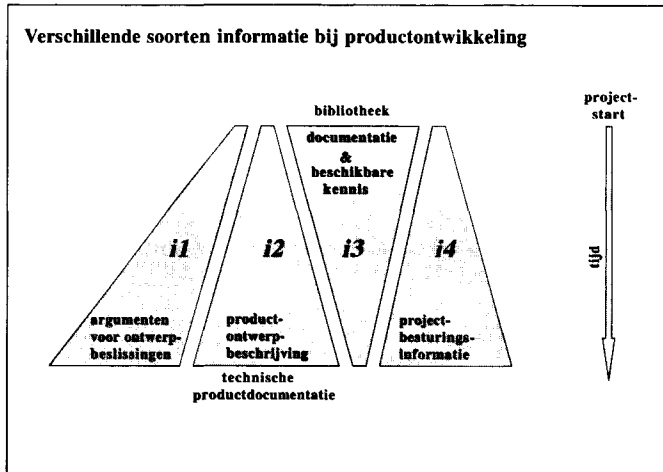 Verschillende soorten informatie bij productontwikkeling
project-
start
bibliotheek
documentatie
&
beschikbare
kennis
i1
i2
i3
i4
tijd
argumenten
voor ontwerp-
beslissingen
product-
ontwerp-
beschrijving
project-
besturings-
informatie
technische
productdocumentatie